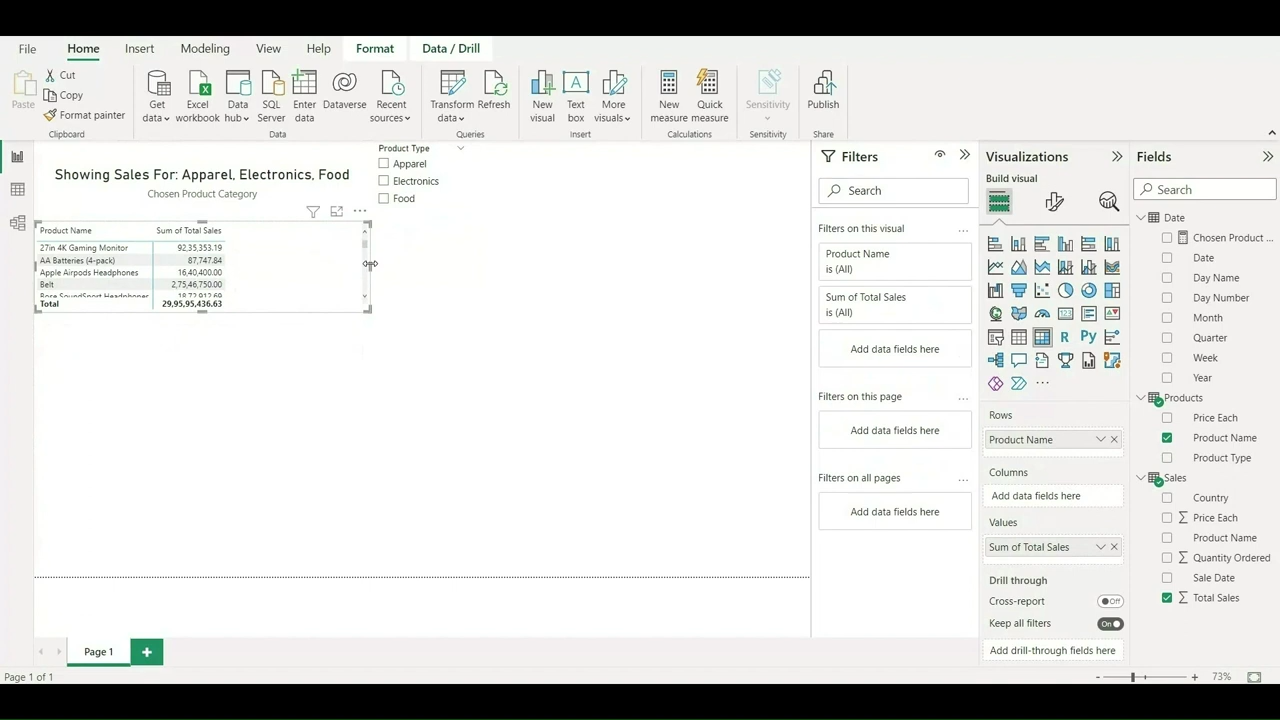 File Home Insert Modeling View Help Format Data / Drill
Paste
Cut
Copy
Format painter
Get data
Excel workbook
Data hub
SQL Server
Enter data
Dataverse
Recent sources
Transform data
Refresh
New visual
Text box
More visuals
New measure
Quick measure
Sensitivity
Publish
Clipboard Data Queries Insert Calculations Sensitivity Share
Showing Sales For: Apparel, Electronics, Food
Chosen Product Category
Product Type
Apparel
Electronics
Food
Product Name Sum of Total Sales
27in 4K Gaming Monitor 92,35,353.19
AA Batteries (4-pack) 87,747.84
Apple Airpods Headphones 16,40,400.00
Belt 2,75,46,750.00
Bose SoundSport Headphones 18,72,912.69
Total 29,95,95,436.63
Filters
Search
Filters on this visual ...
Product Name
is (All)
Sum of Total Sales
is (All)
Add data fields here
Filters on this page ...
Add data fields here
Filters on all pages ...
Add data fields here
Visualizations
Build visual
123
R Py
...
Rows
Product Name
Columns
Add data fields here
Values
Sum of Total Sales
Drill through
Cross-report Off
Keep all filters On
Add drill-through fields here
Fields
Search
Date
Chosen Product ...
Date
Day Name
Day Number
Month
Quarter
Week
Year
Products
Price Each
Product Name
Product Type
Sales
Country
Σ Price Each
Product Name
Σ Quantity Ordered
Sale Date
Σ Total Sales
Page 1
Page 1 of 1
- + 73%